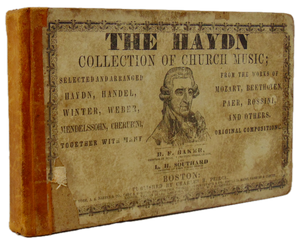 THE HAYDN
COLLECTION OF CHURCH MUSIC;
SELECTED AND ARRANGED
HAYDN, HANDEL,
WINTER, WEBER,
MENDELSSOHN, CHERUBINI,
TOGETHER WITH MANY
FROM THE WORKS OF
MOZART, BEETHOVEN,
PAER, ROSSINI,
AND OTHERS.
ORIGINAL COMPOSITIONS.
B. F. BAKER,
L. H. SOUTHARD
BOSTON: